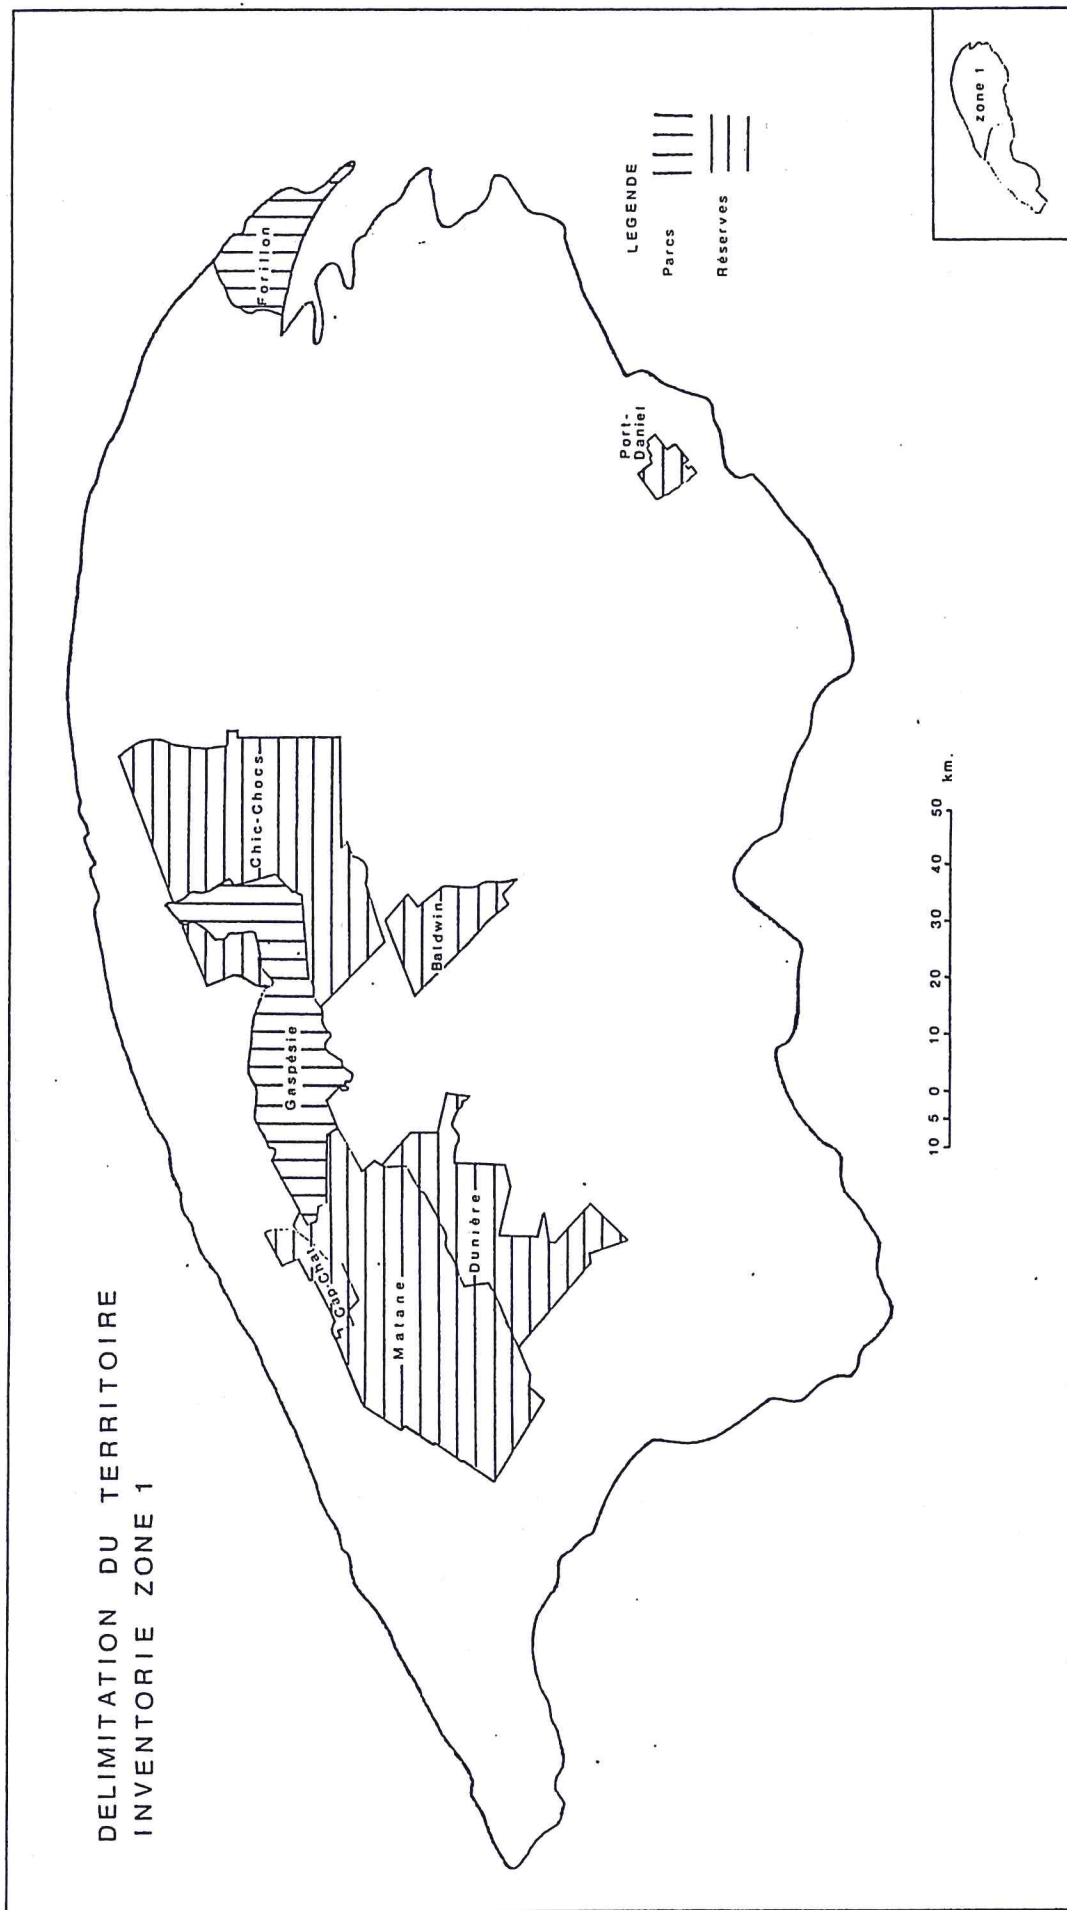 DELIMITATION DU TERRITOIRE
INVENTORIE ZONE 1
Forillon
Chic-Chocs
Gaspésie
Cap-Chat
Matane
Dunière
Baldwin
Port-
Daniel
LEGENDE
Parcs
Réserves
10 5 0 10 20 30 40 50 km.
zone 1